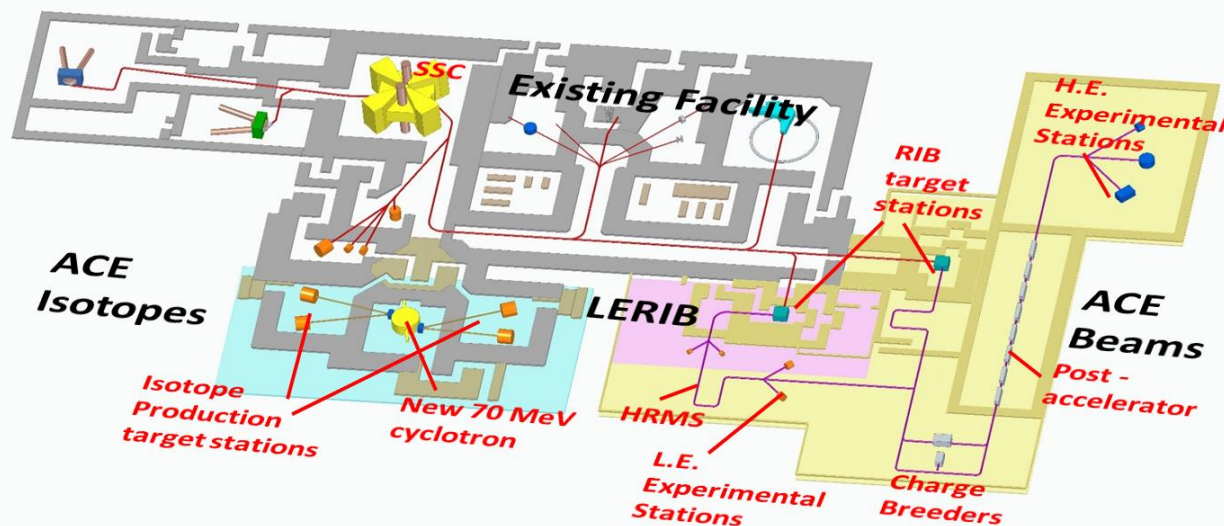 SSC
Existing Facility
H.E.
Experimental
Stations
RIB
target
stations
ACE
Isotopes
LERIB
ACE
Beams
Isotope
Production
target stations
New 70 MeV
cyclotron
HRMS
L.E.
Experimental
Stations
Post -
accelerator
Charge
Breeders